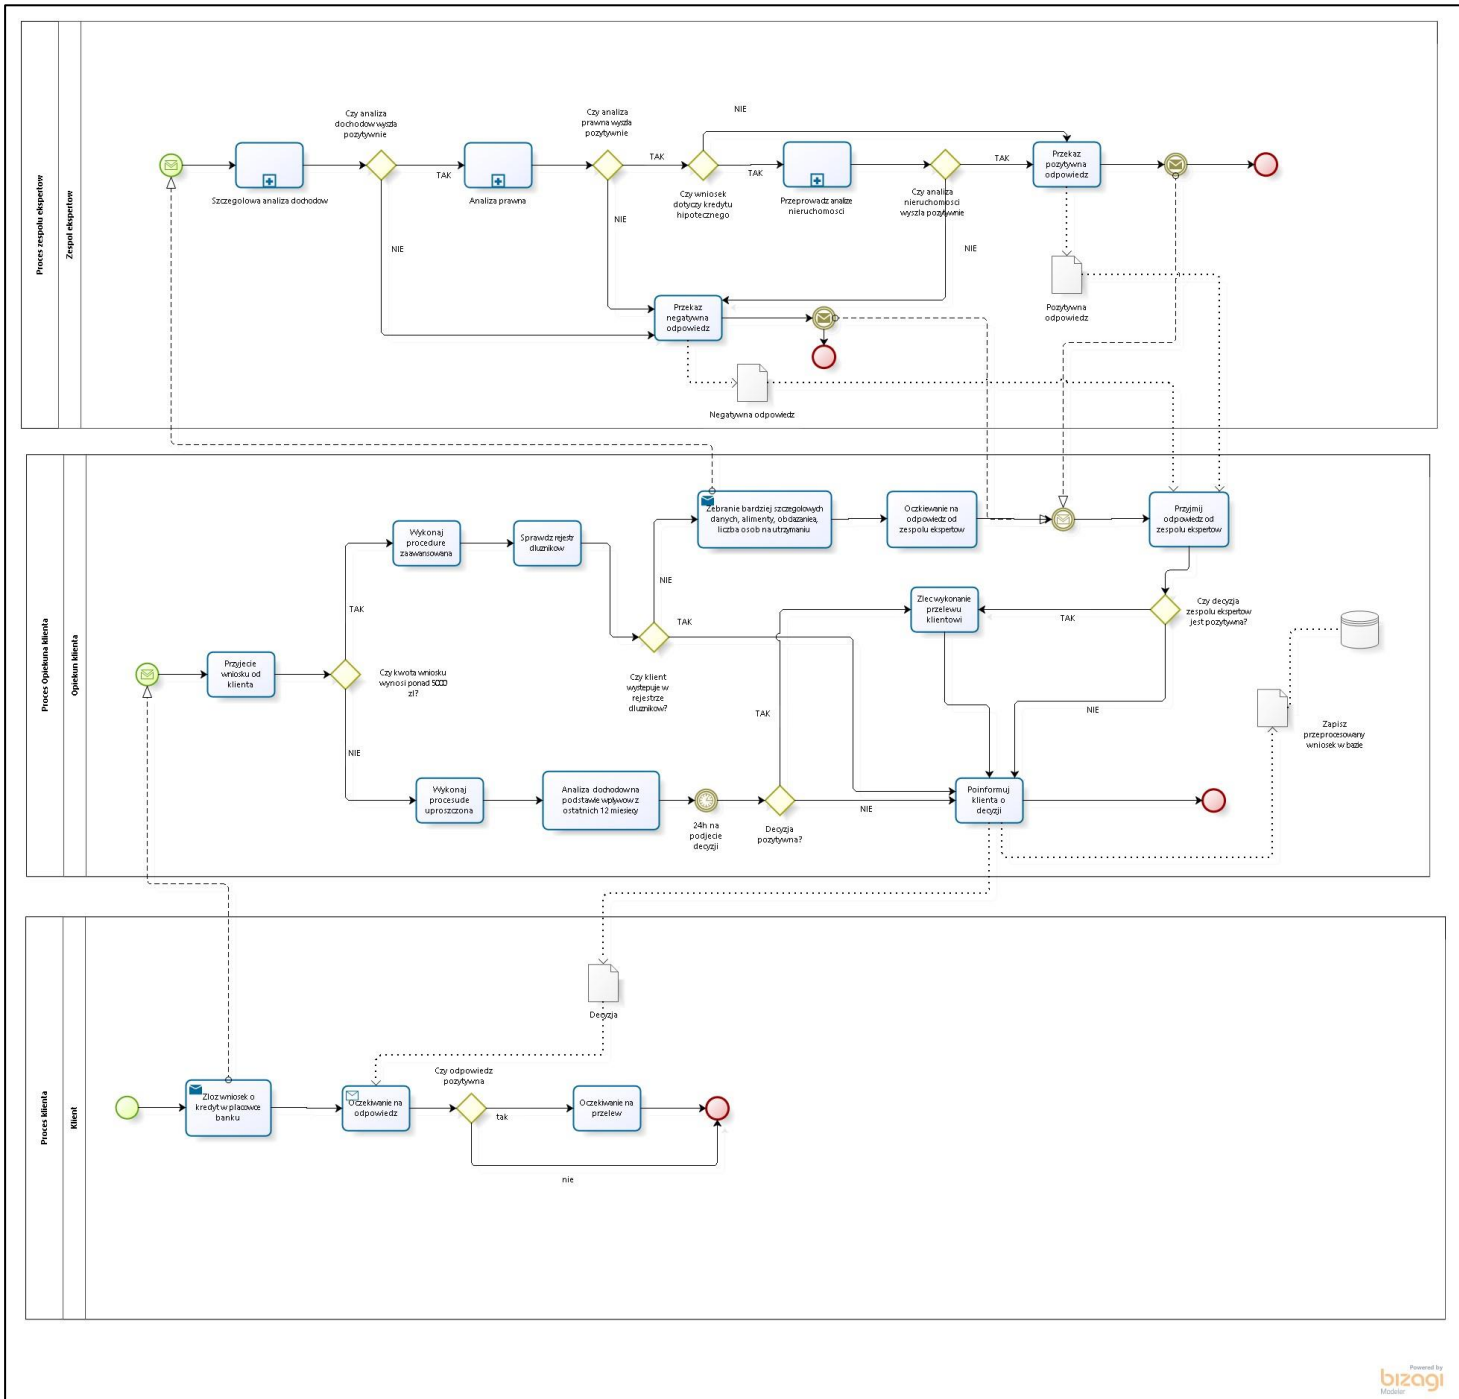 Proces zespolu ekspertow
Zespol ekspertow
Czy analiza
dochodow wyszla
pozytywnie
Czy analiza
prawna wyszla
pozytywnie
NIE
TAK
TAK
TAK
TAK
Szczegolowa analiza dochodow
Analiza prawna
Czy wniosek
dotyczy kredytu
hipotecznego
Przeprowadz analize
nieruchomosci
Czy analiza
nieruchomosci
wyszla pozytywnie
Przekaz
pozytywna
odpowiedz
NIE
NIE
NIE
Przekaz
negatywna
odpowiedz
Pozytywna
odpowiedz
Negatywna odpowiedz
Proces Opiekuna klienta
Opiekun klienta
Wykonaj
procedure
zaawansowana
Sprawdz rejestr
dluznikow
Zebranie bardziej szczegolowych
danych, alimenty, obciazaniea,
liczba osob na utrzymaniu
Oczkiewanie na
odpowiedz od
zespolu ekspertow
Przyjmij
odpowiedz od
zespolu ekspertow
NIE
TAK
TAK
Zlec wykonanie
przelewu
klientowi
TAK
Czy decyzja
zespolu ekspertow
jest pozytywna?
Przyjecie
wniosku od
klienta
Czy kwota wniosku
wynosi ponad 5000
zl?
Czy klient
wystepuje w
rejestrze
dluznikow?
TAK
NIE
Zapisz
przeprocesowany
wniosek w bazie
NIE
Wykonaj
procesude
uproszczona
Analiza dochodow na
podstawie wplywow z
ostatnich 12 miesiecy
24h na
podjecie
decyzji
Decyzja
pozytywna?
NIE
Poinformuj
klienta o
decyzji
Proces klienta
Klient
Decyzja
Zloz wniosek o
kredyt w placowce
banku
Oczekiwanie na
odpowiedz
Czy odpowiedz
pozytywna
tak
Oczekiwanie na
przelew
nie
Powered by
bizagi
Modeler